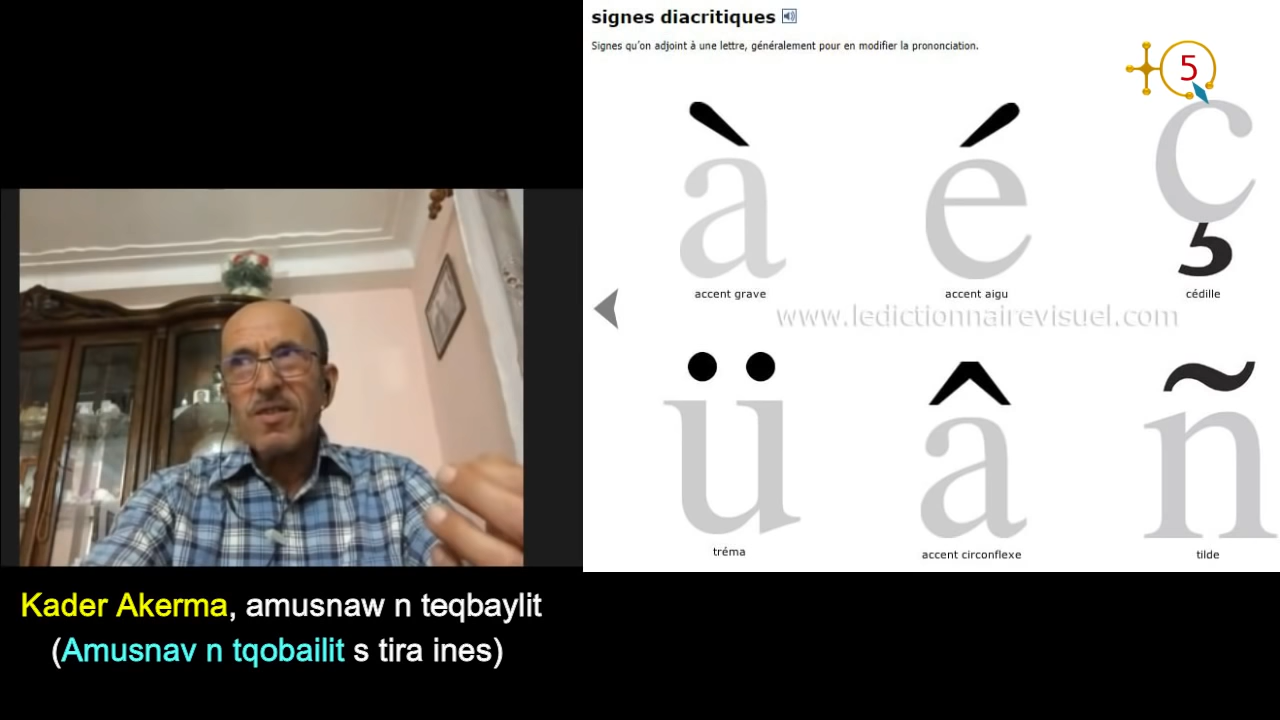 signes diacritiques
Signes qu'on adjoint à une lettre, généralement pour en modifier la prononciation.
5
à é ç
accent grave accent aigu cédille
www.ledictionnairevisuel.com
ü â ñ
tréma accent circonflexe tilde
Kader Akerma, amusnaw n teqbaylit
(Amusnav n tqobailit s tira ines)